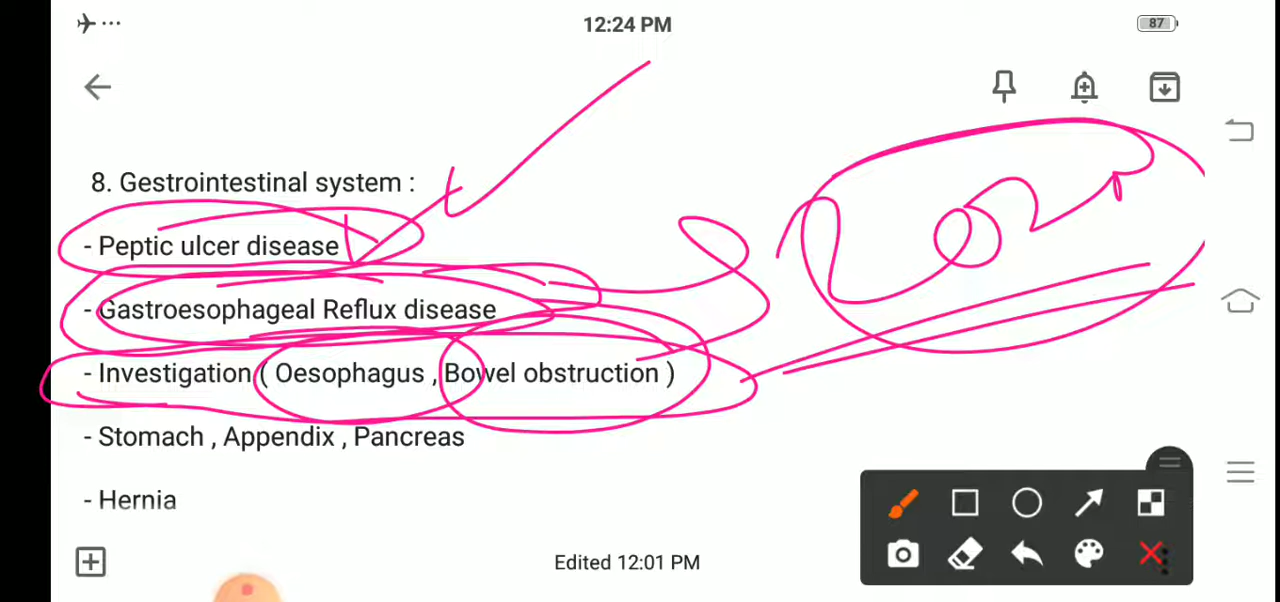 12:24 PM
87
8. Gestrointestinal system :
- Peptic ulcer disease
- Gastroesophageal Reflux disease
- Investigation ( Oesophagus , Bowel obstruction )
- Stomach , Appendix , Pancreas
- Hernia
Edited 12:01 PM